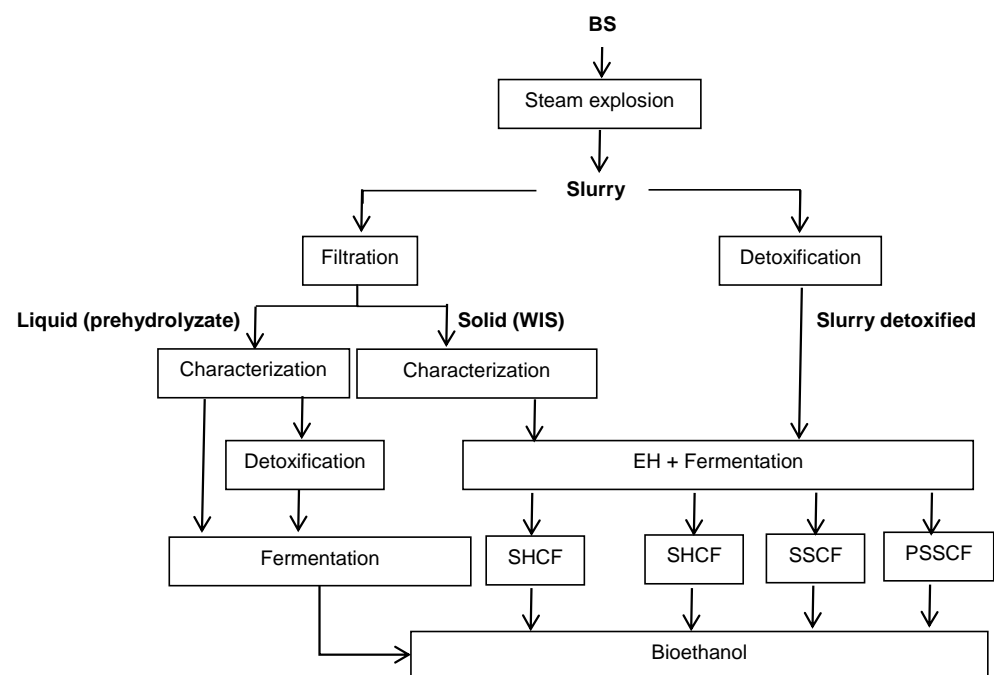 BS
Steam explosion
Slurry
Filtration
Detoxification
Liquid (prehydrolyzate)
Solid (WIS)
Slurry detoxified
Characterization
Characterization
Detoxification
EH + Fermentation
Fermentation
SHCF
SHCF
SSCF
PSSCF
Bioethanol